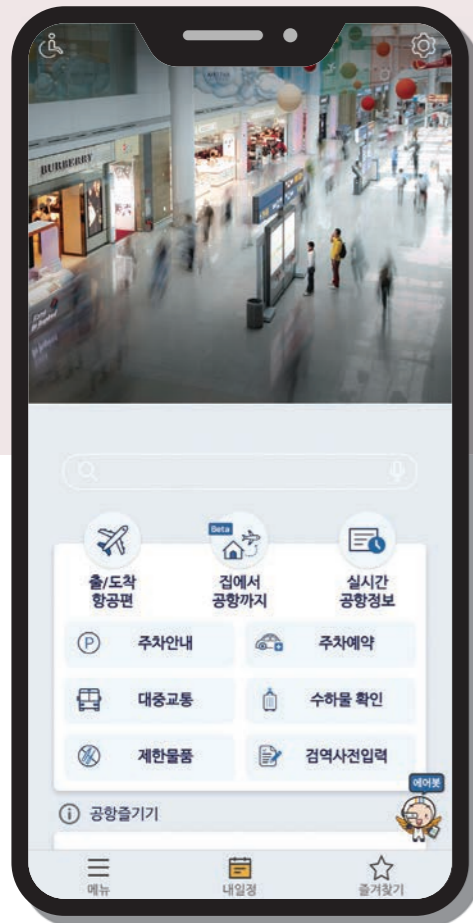 BURBERRY
Beta
출/도착
항공편
집에서
공항까지
실시간
공항정보
P
주차안내
주차예약
대중교통
수하물 확인
제한물품
검역사전입력
에어봇
공항즐기기
메뉴
내일정
즐겨찾기